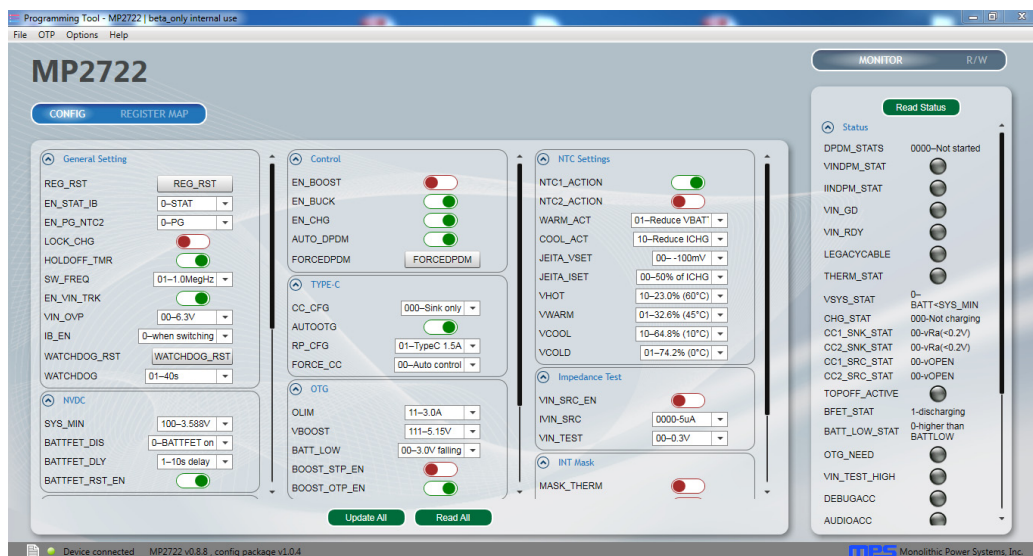 Programming Tool - MP2722 | beta_only internal use
File OTP Options Help
MP2722
MONITOR R/W
CONFIG REGISTER MAP
General Setting
REG_RST REG_RST
EN_STAT_IB 0–STAT
EN_PG_NTC2 0–PG
LOCK_CHG
HOLDOFF_TMR
SW_FREQ 01–1.0MegHz
EN_VIN_TRK
VIN_OVP 00–6.3V
IB_EN 0–when switching
WATCHDOG_RST WATCHDOG_RST
WATCHDOG 01–40s
NVDC
SYS_MIN 100–3.588V
BATTFET_DIS 0–BATTFET on
BATTFET_DLY 1–10s delay
BATTFET_RST_EN
Control
EN_BOOST
EN_BUCK
EN_CHG
AUTO_DPDM
FORCEDPDM FORCEDPDM
TYPE-C
CC_CFG 000–Sink only
AUTOOTG
RP_CFG 01–TypeC 1.5A
FORCE_CC 00–Auto control
OTG
OLIM 11–3.0A
VBOOST 111–5.15V
BATT_LOW 00–3.0V falling
BOOST_STP_EN
BOOST_OTP_EN
NTC Settings
NTC1_ACTION
NTC2_ACTION
WARM_ACT 01–Reduce VBAT
COOL_ACT 10–Reduce ICHG
JEITA_VSET 00– -100mV
JEITA_ISET 00–50% of ICHG
VHOT 10–23.0% (60°C)
VWARM 01–32.6% (45°C)
VCOOL 10–64.8% (10°C)
VCOLD 01–74.2% (0°C)
Impedance Test
VIN_SRC_EN
IVIN_SRC 0000-5uA
VIN_TEST 00–0.3V
INT Mask
MASK_THERM
Update All Read All
Read Status
Status
DPDM_STATS 0000–Not started
VINDPM_STAT
IINDPM_STAT
VIN_GD
VIN_RDY
LEGACYCABLE
THERM_STAT
VSYS_STAT 0–
BATT<SYS_MIN
CHG_STAT 000-Not charging
CC1_SNK_STAT 00-vRa(<0.2V)
CC2_SNK_STAT 00-vRa(<0.2V)
CC1_SRC_STAT 00-vOPEN
CC2_SRC_STAT 00-vOPEN
TOPOFF_ACTIVE
BFET_STAT 1-discharging
BATT_LOW_STAT 0-higher than
BATTLOW
OTG_NEED
VIN_TEST_HIGH
DEBUGACC
AUDIOACC
Device connected MP2722 v0.8.8 , config package v1.0.4
mPS Monolithic Power Systems, Inc.